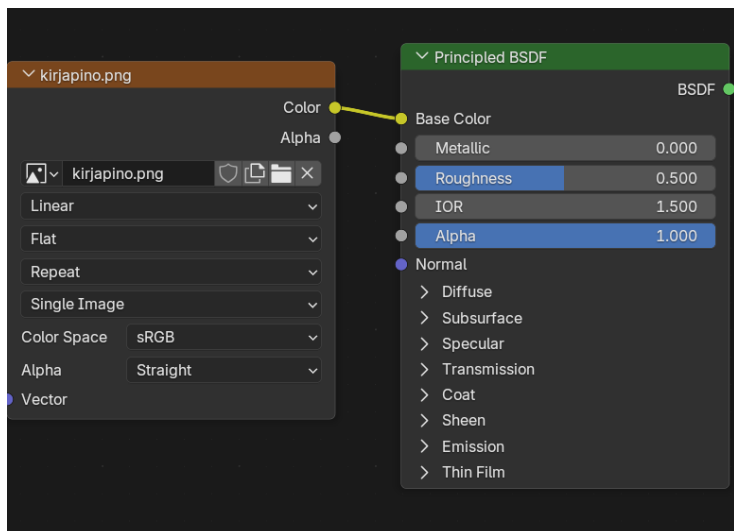 kirjapino.png
Color
Alpha
kirjapino.png
Linear
Flat
Repeat
Single Image
Color Space sRGB
Alpha Straight
Vector
Principled BSDF
BSDF
Base Color
Metallic 0.000
Roughness 0.500
IOR 1.500
Alpha 1.000
Normal
Diffuse
Subsurface
Specular
Transmission
Coat
Sheen
Emission
Thin Film